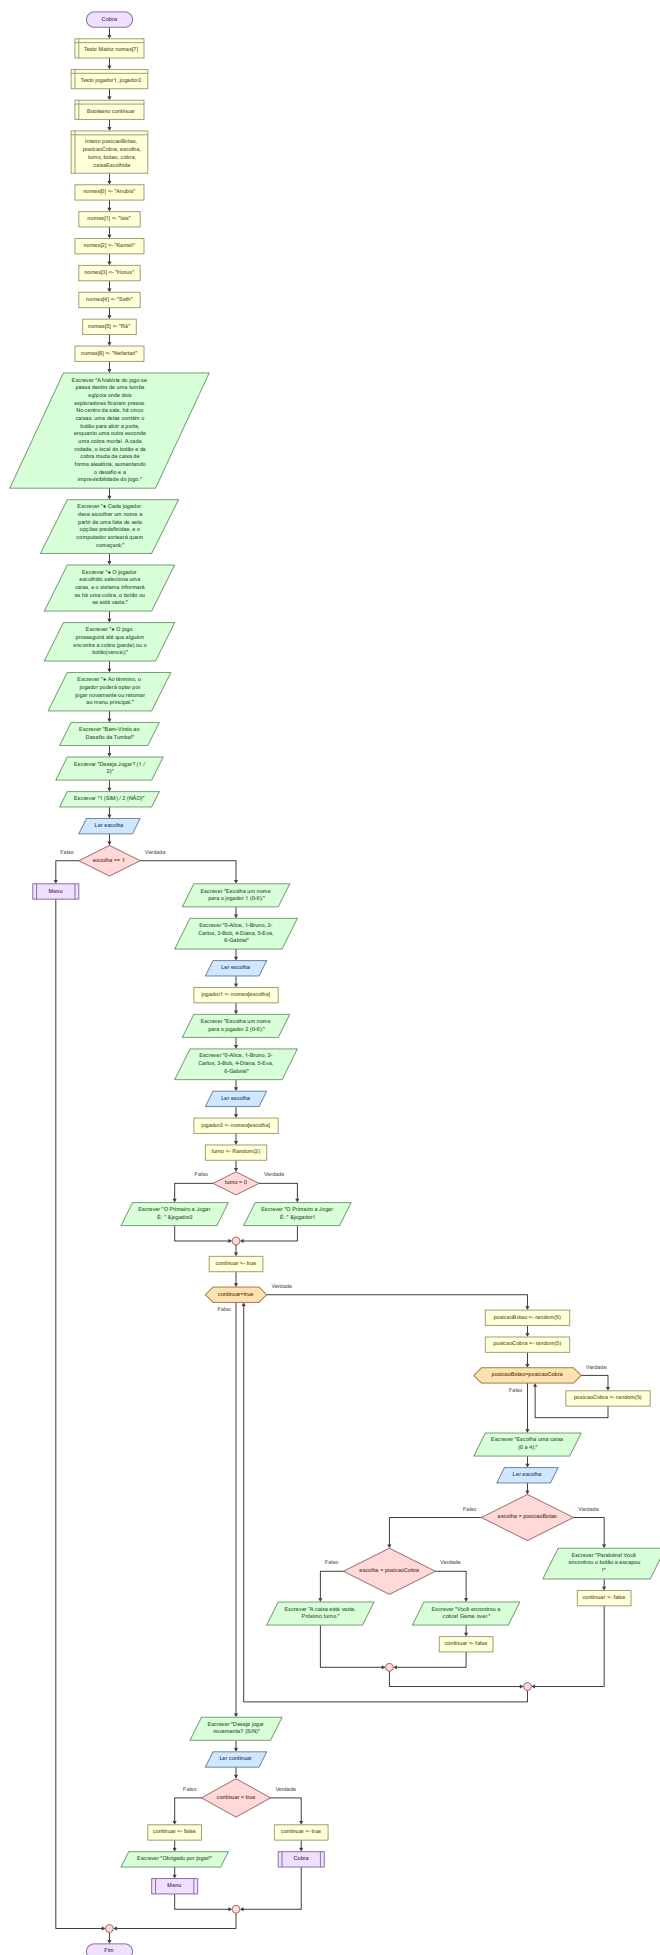 Cobra
Texto Matriz nomes[7]
Texto jogador1, jogador2
Booleano continuar
Inteiro posicaoBotao,
posicaoCobra, escolha,
turno, botao, cobra,
caixaEscolhida
nomes[0] <- "Anubis"
nomes[1] <- "Isis"
nomes[2] <- "Kemet"
nomes[3] <- "Horus"
nomes[4] <- "Seth"
nomes[5] <- "Rá"
nomes[6] <- "Nefertari"
Escrever "A história do jogo se
passa dentro de uma tumba
egípcia onde dois
exploradores ficaram presos.
No centro da sala, há cinco
caixas: uma delas contém o
botão para abrir a porta,
enquanto uma outra esconde
uma cobra mortal. A cada
rodada, o local do botão e da
cobra muda de caixa de
forma aleatória, aumentando
o desafio e a
imprevisibilidade do jogo."
Escrever "● Cada jogador
deve escolher um nome a
partir de uma lista de sete
opções predefinidas, e o
computador sorteará quem
começará;"
Escrever "● O jogador
escolhido seleciona uma
caixa, e o sistema informará
se há uma cobra, o botão ou
se está vazia;"
Escrever "● O jogo
prosseguirá até que alguém
encontre a cobra (perde) ou o
botão(vence);"
Escrever "● Ao término, o
jogador poderá optar por
jogar novamente ou retornar
ao menu principal."
Escrever "Bem-Vindo ao
Desafio da Tumba!"
Escrever "Deseja Jogar? (1 /
2)"
Escrever "1 (SIM) / 2 (NÃO)"
Ler escolha
Falso
escolha == 1
Verdade
Menu
Escrever "Escolha um nome
para o jogador 1 (0-6):"
Escrever "0-Alice, 1-Bruno, 2-
Carlos, 3-Bob, 4-Diana, 5-Eva,
6-Gabriel"
Ler escolha
jogador1 <- nomes[escolha]
Escrever "Escolha um nome
para o jogador 2 (0-6):"
Escrever "0-Alice, 1-Bruno, 2-
Carlos, 3-Bob, 4-Diana, 5-Eva,
6-Gabriel"
Ler escolha
jogador2 <- nomes[escolha]
turno <- Random(2)
Falso
turno = 0
Verdade
Escrever "O Primeiro a Jogar
É: " &jogador2
Escrever "O Primeiro a Jogar
É: " &jogador1
continuar <- true
continuar=true
Verdade
Falso
posicaoBotao <- random(5)
posicaoCobra <- random(5)
posicaoBotao=posicaoCobra
Verdade
Falso
posicaoCobra <- random(5)
Escrever "Escolha uma caixa
(0 a 4):"
Ler escolha
Falso
escolha = posicaoBotao
Verdade
Falso
escolha = posicaoCobra
Verdade
Escrever "Parabéns! Você
encontrou o botão e escapou
!"
continuar <- false
Escrever "A caixa está vazia.
Próximo turno."
Escrever "Você encontrou a
cobra! Game over."
continuar <- false
Escrever "Deseja jogar
novamente? (S/N)"
Ler continuar
Falso
continuar = true
Verdade
continuar <- false
continuar <- true
Escrever "Obrigado por jogar!"
Cobra
Menu
Fim